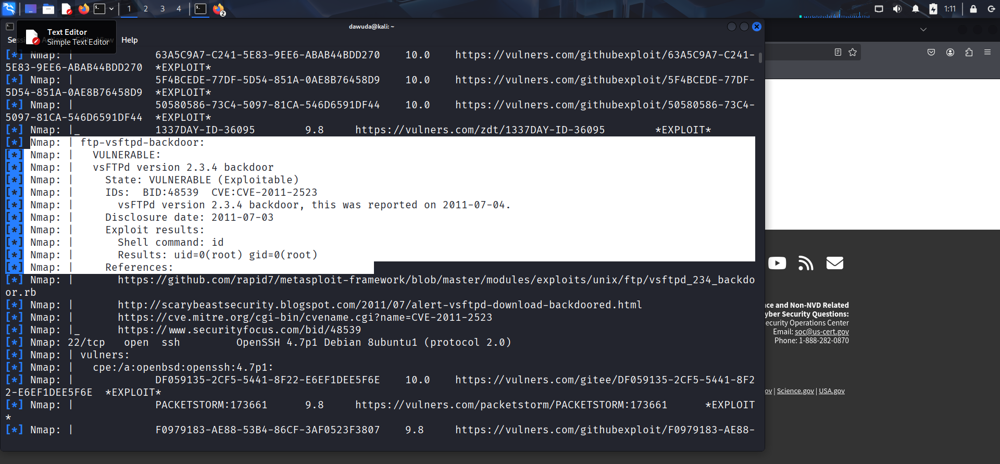 1 2 3 4
2
1:11
dawuda@kali: ~
Text Editor
Simple Text Editor
Help
[*] Nmap: | 63A5C9A7-C241-5E83-9EE6-ABAB44BDD270 10.0 https://vulners.com/githubexploit/63A5C9A7-C241-
5E83-9EE6-ABAB44BDD270 *EXPLOIT*
[*] Nmap: | 5F4BCEDE-77DF-5D54-851A-0AE8B76458D9 10.0 https://vulners.com/githubexploit/5F4BCEDE-77DF-
5D54-851A-0AE8B76458D9 *EXPLOIT*
[*] Nmap: | 50580586-73C4-5097-81CA-546D6591DF44 10.0 https://vulners.com/githubexploit/50580586-73C4-
5097-81CA-546D6591DF44 *EXPLOIT*
[*] Nmap: |_ 1337DAY-ID-36095 9.8 https://vulners.com/zdt/1337DAY-ID-36095 *EXPLOIT*
[*] Nmap: | ftp-vsftpd-backdoor:
[*] Nmap: | VULNERABLE:
[*] Nmap: | vsFTPd version 2.3.4 backdoor
[*] Nmap: | State: VULNERABLE (Exploitable)
[*] Nmap: | IDs: BID:48539 CVE:CVE-2011-2523
[*] Nmap: | vsFTPd version 2.3.4 backdoor, this was reported on 2011-07-04.
[*] Nmap: | Disclosure date: 2011-07-03
[*] Nmap: | Exploit results:
[*] Nmap: | Shell command: id
[*] Nmap: | Results: uid=0(root) gid=0(root)
[*] Nmap: | References:
[*] Nmap: | https://github.com/rapid7/metasploit-framework/blob/master/modules/exploits/unix/ftp/vsftpd_234_backdo
or.rb
[*] Nmap: | http://scarybeastsecurity.blogspot.com/2011/07/alert-vsftpd-download-backdoored.html
[*] Nmap: | https://cve.mitre.org/cgi-bin/cvename.cgi?name=CVE-2011-2523
[*] Nmap: |_ https://www.securityfocus.com/bid/48539
[*] Nmap: 22/tcp open ssh OpenSSH 4.7p1 Debian 8ubuntu1 (protocol 2.0)
[*] Nmap: | vulners:
[*] Nmap: | cpe:/a:openbsd:openssh:4.7p1:
[*] Nmap: | DF059135-2CF5-5441-8F22-E6EF1DEE5F6E 10.0 https://vulners.com/gitee/DF059135-2CF5-5441-8F2
2-E6EF1DEE5F6E *EXPLOIT*
[*] Nmap: | PACKETSTORM:173661 9.8 https://vulners.com/packetstorm/PACKETSTORM:173661 *EXPLOIT
*
[*] Nmap: | F0979183-AE88-53B4-86CF-3AF0523F3807 9.8 https://vulners.com/githubexploit/F0979183-AE88-
nce and Non-NVD Related
yber Security Questions:
ecurity Operations Center
Email: soc@us-cert.gov
Phone: 1-888-282-0870
ov | Science.gov | USA.gov